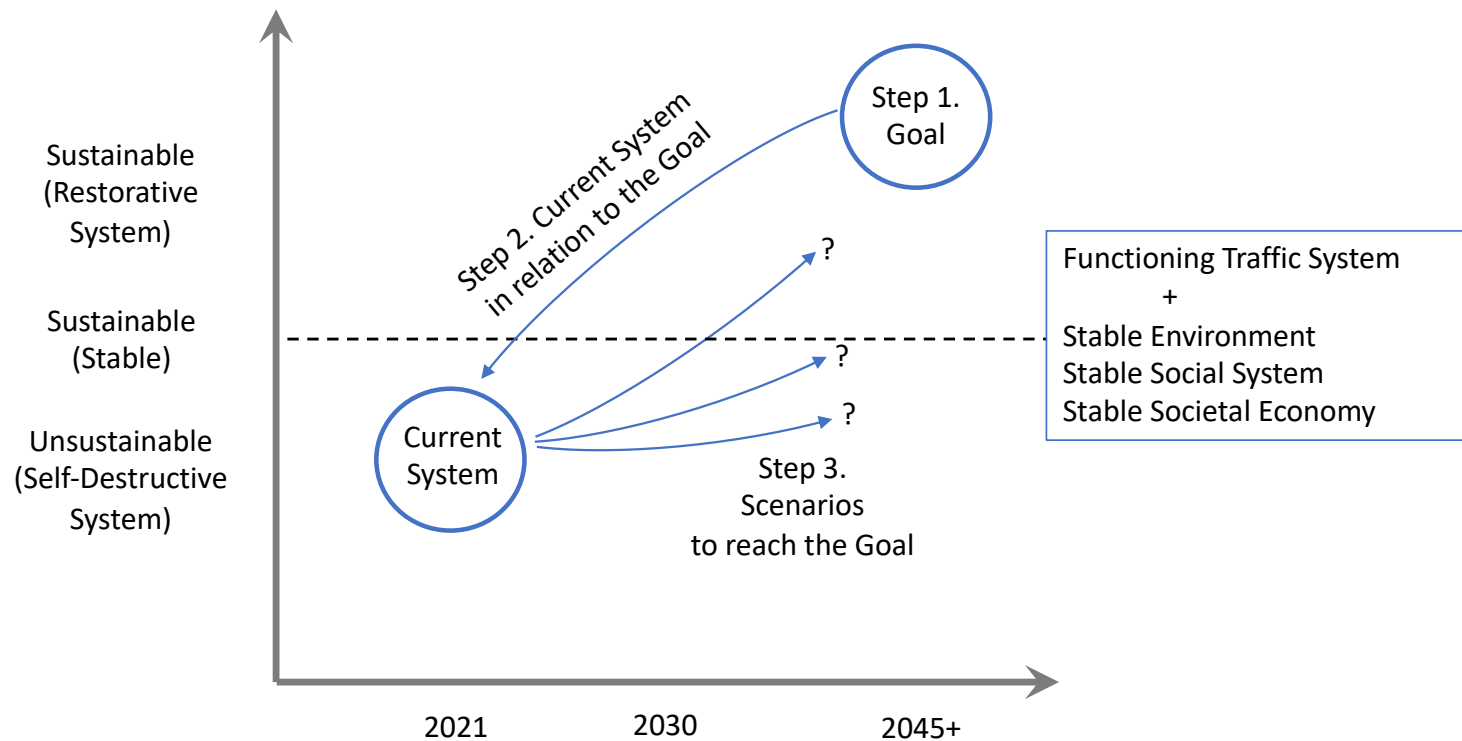 Step 1.
Goal
Step 2. Current System
in relation to the Goal
Sustainable
(Restorative
System)
?
Functioning Traffic System
+
Stable Environment
Stable Social System
Stable Societal Economy
Sustainable
(Stable)
?
?
Unsustainable
(Self-Destructive
System)
Current
System
Step 3.
Scenarios
to reach the Goal
2021
2030
2045+